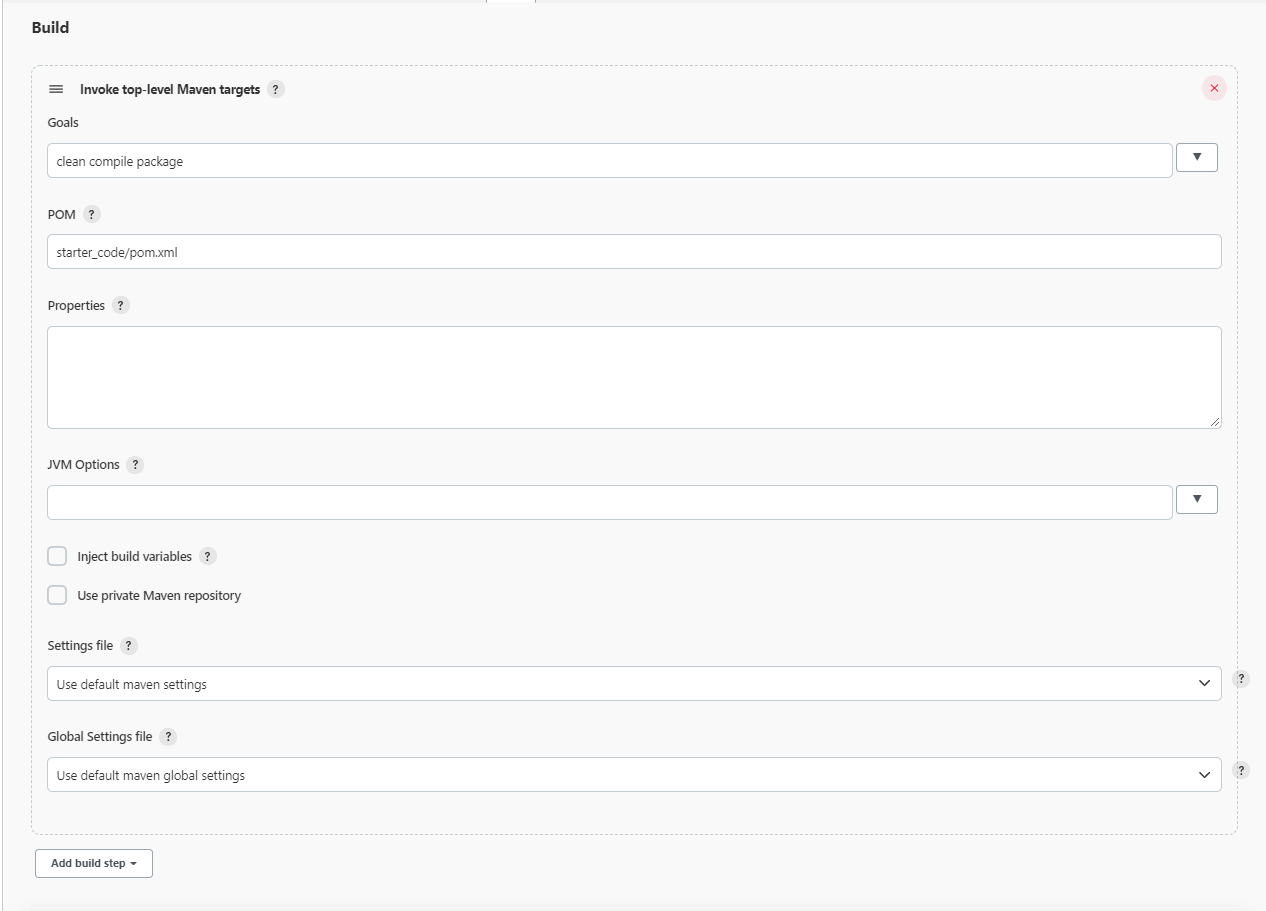 Build
Invoke top-level Maven targets ?
Goals
clean compile package
POM ?
starter_code/pom.xml
Properties ?
JVM Options ?
Inject build variables ?
Use private Maven repository
Settings file ?
Use default maven settings
?
Global Settings file ?
Use default maven global settings
?
Add build step